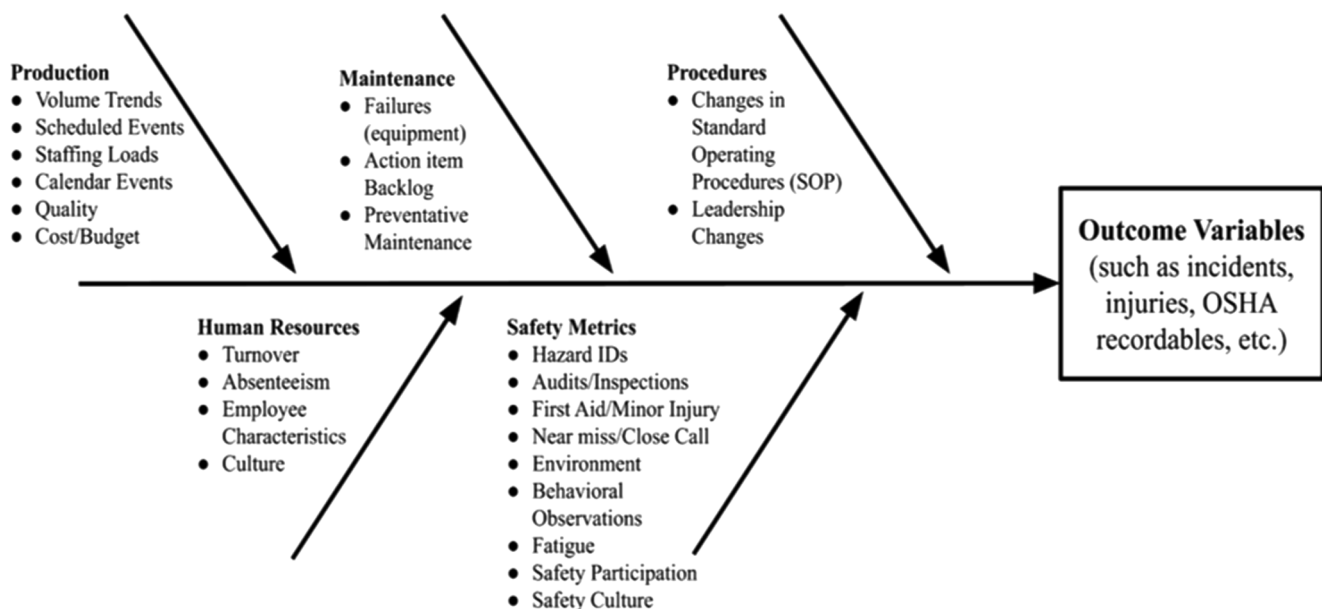 Production
● Volume Trends
● Scheduled Events
● Staffing Loads
● Calendar Events
● Quality
● Cost/Budget
Maintenance
● Failures
(equipment)
● Action item
Backlog
● Preventative
Maintenance
Procedures
● Changes in
Standard
Operating
Procedures (SOP)
● Leadership
Changes
Outcome Variables
(such as incidents,
injuries, OSHA
recordables, etc.)
Human Resources
● Turnover
● Absenteeism
● Employee
Characteristics
● Culture
Safety Metrics
● Hazard IDs
● Audits/Inspections
● First Aid/Minor Injury
● Near miss/Close Call
● Environment
● Behavioral
Observations
● Fatigue
● Safety Participation
● Safety Culture